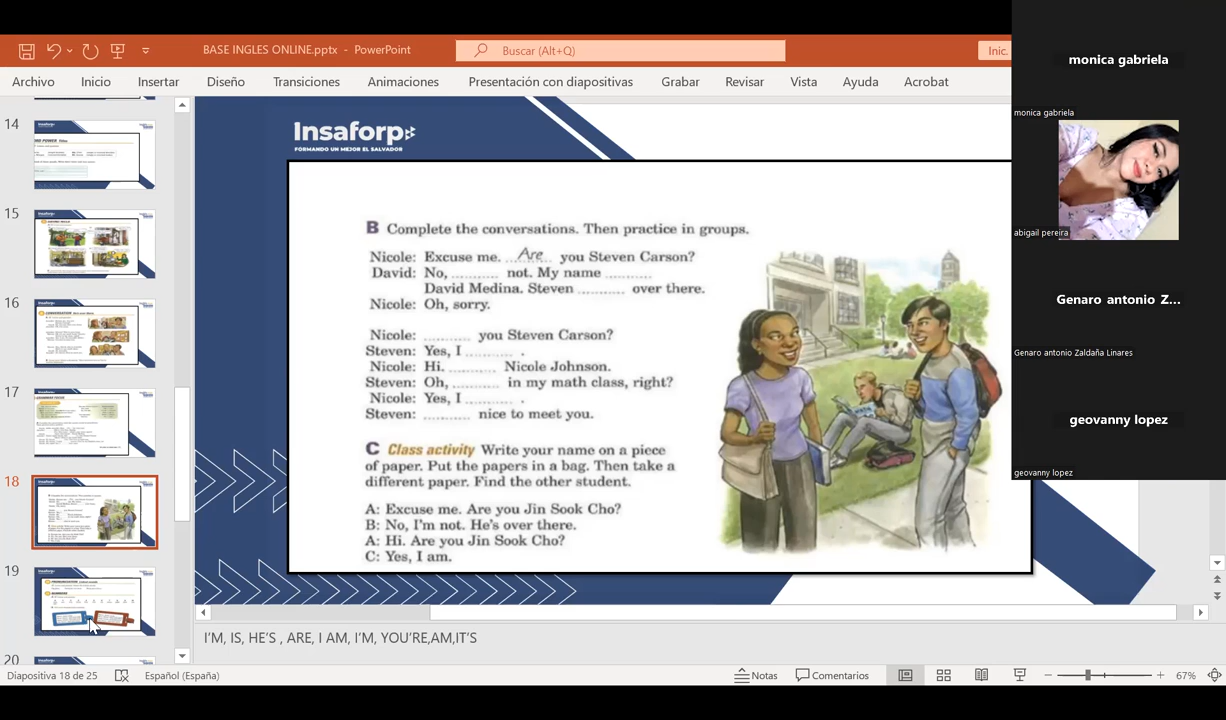 BASE INGLES ONLINE.pptx - PowerPoint
Buscar (Alt+Q)
Inic.
Archivo Inicio Insertar Diseño Transiciones Animaciones Presentación con diapositivas Grabar Revisar Vista Ayuda Acrobat
14
15
16
17
18
19
20
Insaforp
FORMANDO UN MEJOR EL SALVADOR
B Complete the conversations. Then practice in groups.
Nicole: Excuse me. Are you Steven Carson?
David: No, .......... not. My name ..........
David Medina. Steven .......... over there.
Nicole: Oh, sorry.
Nicole: .......... you Steven Carson?
Steven: Yes, I .......... .
Nicole: Hi. .......... Nicole Johnson.
Steven: Oh, .......... in my math class, right?
Nicole: Yes, I .......... .
Steven: .......... nice to meet you.
C Class activity Write your name on a piece
of paper. Put the papers in a bag. Then take a
different paper. Find the other student.
A: Excuse me. Are you Jin Sook Cho?
B: No, I'm not. He's over there.
A: Hi. Are you Jin Sook Cho?
C: Yes, I am.
I'M, IS, HE'S , ARE, I AM, I'M, YOU'RE,AM,IT'S
Diapositiva 18 de 25 Español (España) Notas Comentarios 67%
monica gabriela
monica gabriela
abigail pereira
Genaro antonio Z...
Genaro antonio Zaldaña Linares
geovanny lopez
geovanny lopez